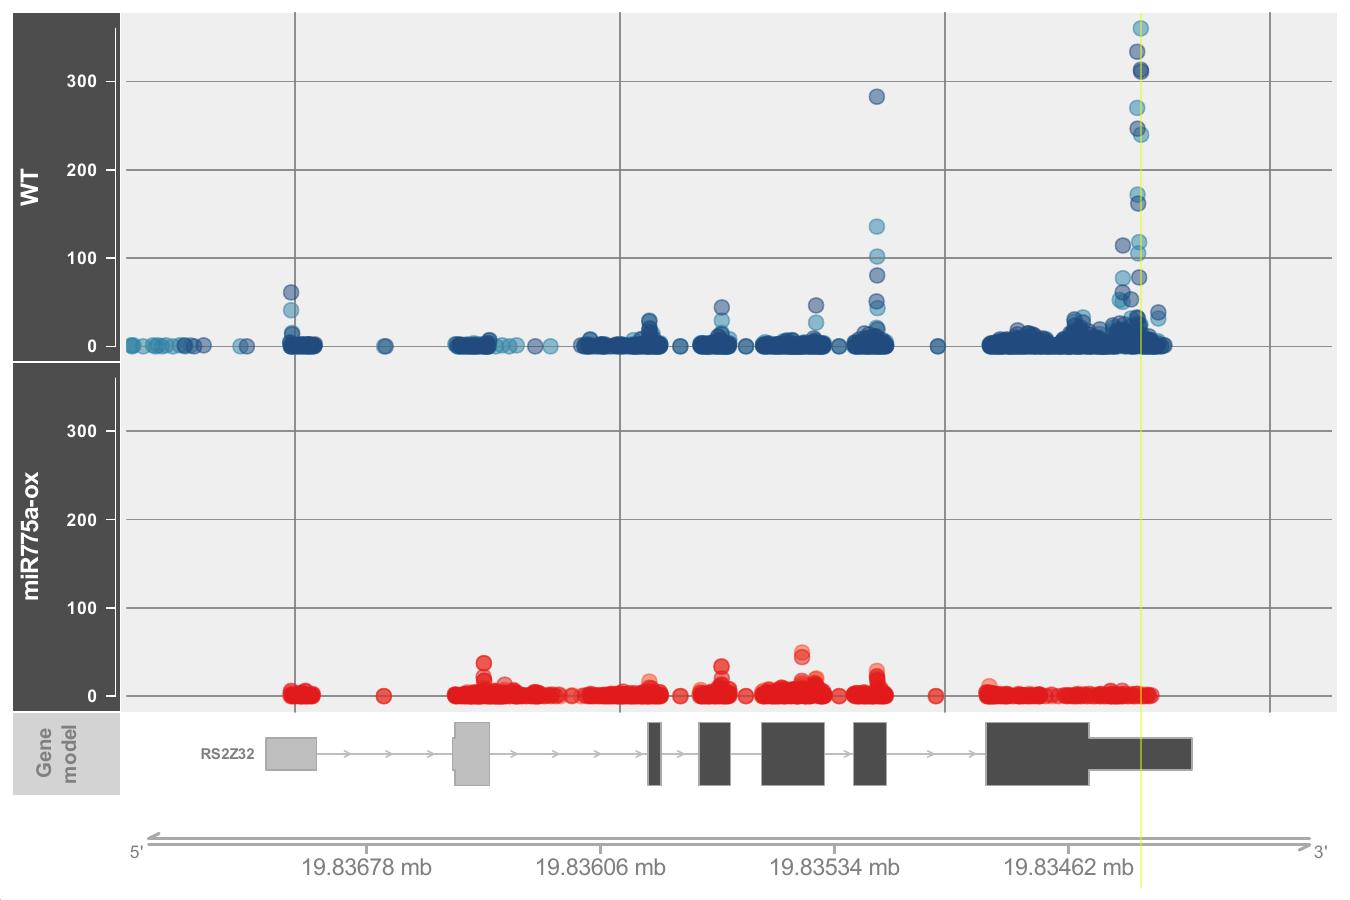 WT
300
200
100
0
miR775a-ox
300
200
100
0
Gene
model
RS2Z32
5'
3'
19.83678 mb
19.83606 mb
19.83534 mb
19.83462 mb